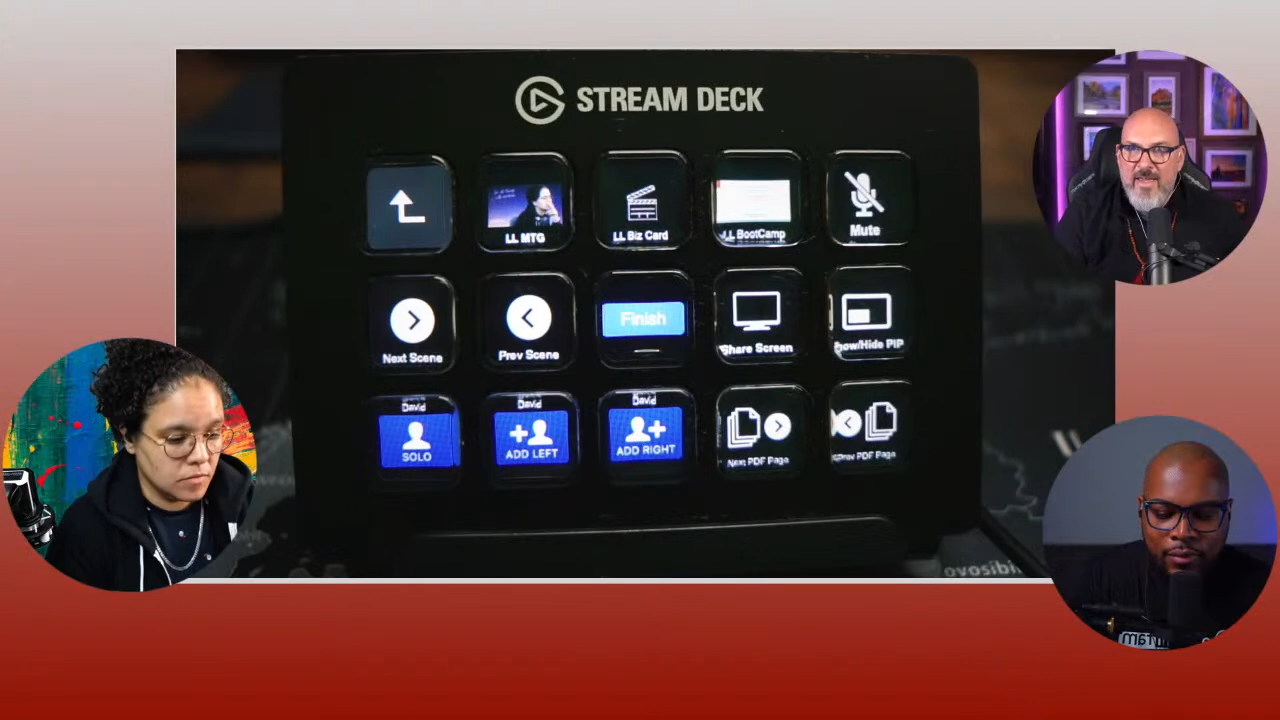 STREAM DECK
LL MTG
LL Biz Card
LL BootCamp
Mute
Next Scene
Prev Scene
Finish
Share Screen
Show/Hide PIP
David
SOLO
David
ADD LEFT
David
ADD RIGHT
Next PDF Page
Prev PDF Page